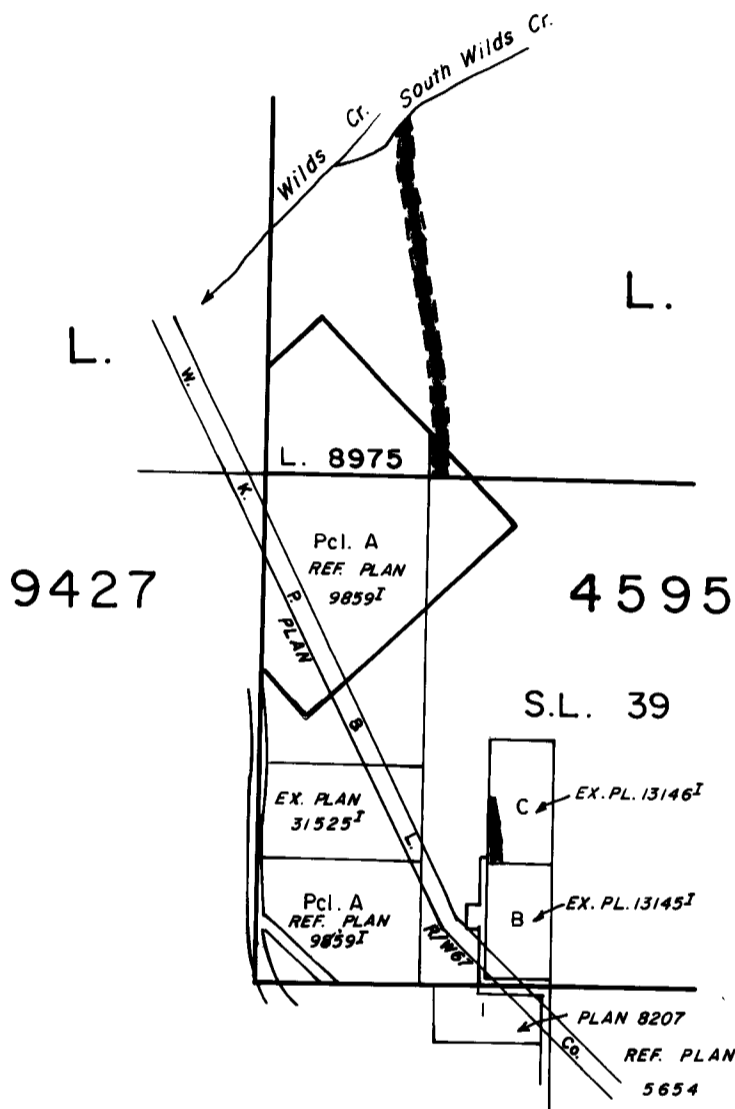 South Wilds Cr.
Wilds Cr.
L.
L.
W. K. P. & L. Co.
L. 8975
Pcl. A
REF. PLAN
9859I
PLAN
R/W67
9427
4595
S.L. 39
C
EX. PL. 13146I
EX. PLAN
31525I
B
EX. PL. 13145I
Pcl. A
REF. PLAN
9859I
1
PLAN 8207
REF. PLAN
5654